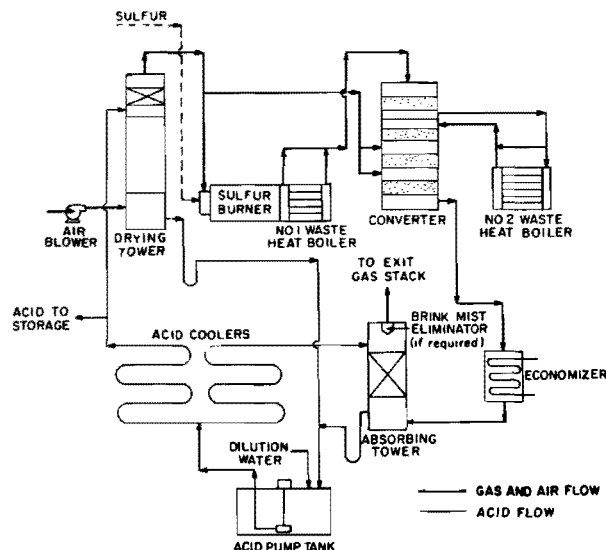 SULFUR
SULFUR
BURNER
NO 1 WASTE
HEAT BOILER
CONVERTER
NO 2 WASTE
HEAT BOILER
AIR
BLOWER
DRYING
TOWER
TO EXIT
GAS STACK
ACID TO
STORAGE
ACID COOLERS
BRINK MIST
ELIMINATOR
(if required)
ECONOMIZER
ABSORBING
TOWER
DILUTION
WATER
GAS AND AIR FLOW
ACID FLOW
ACID PUMP TANK